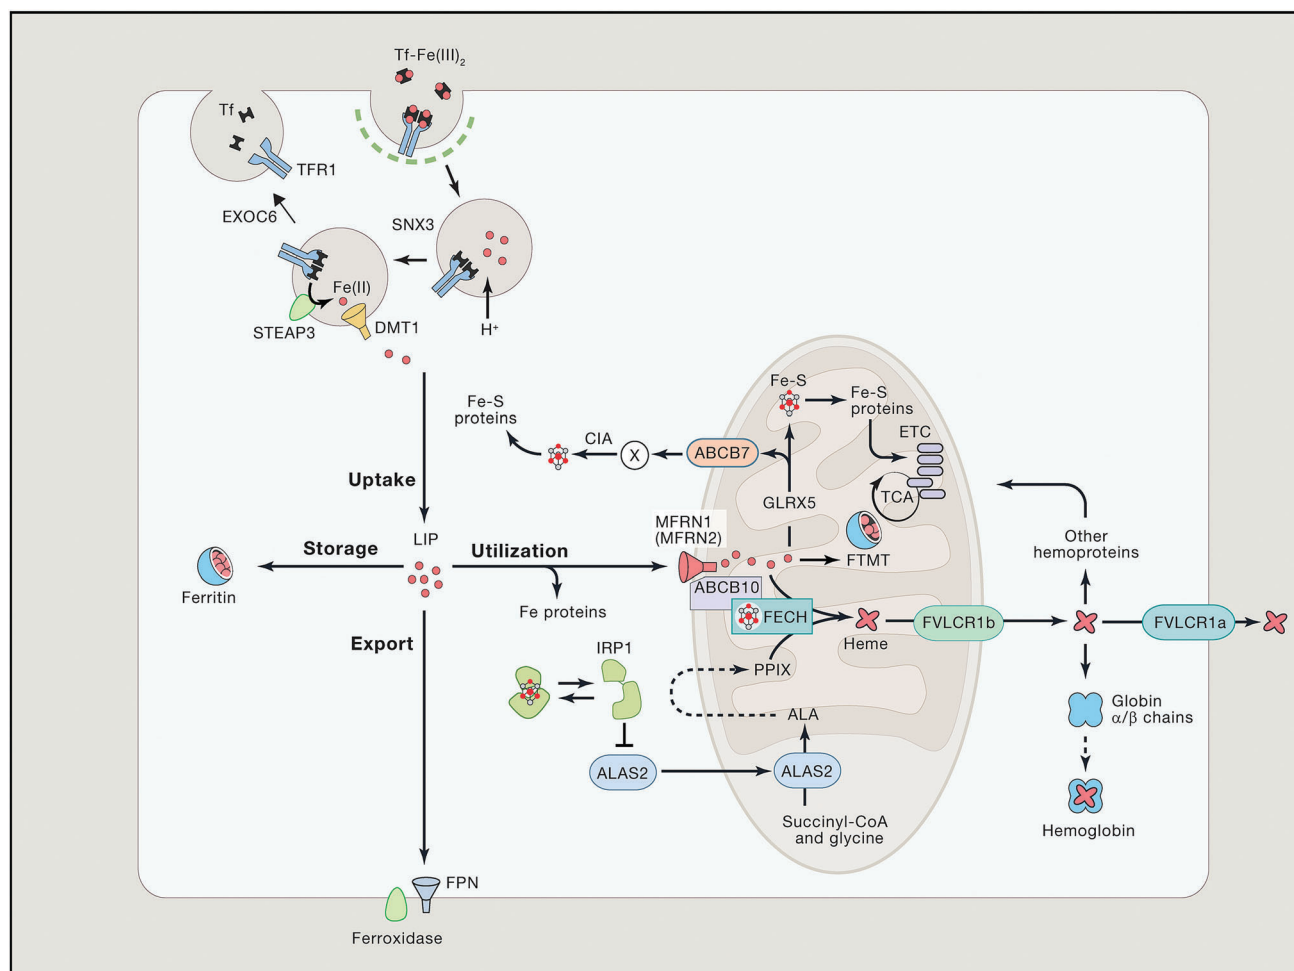 Tf-Fe(III)₂
Tf
TFR1
EXOC6
SNX3
Fe(II)
STEAP3
DMT1
H⁺
Fe-S
proteins
CIA
X
ABCB7
Fe-S
Fe-S
proteins
ETC
TCA
GLRX5
Uptake
MFRN1
(MFRN2)
Storage
LIP
Utilization
Ferritin
Fe proteins
ABCB10
FTMT
Other
hemoproteins
FECH
Heme
FVLCR1b
FVLCR1a
Export
IRP1
PPIX
ALA
Globin
α/β chains
ALAS2
ALAS2
Succinyl-CoA
and glycine
Hemoglobin
FPN
Ferroxidase